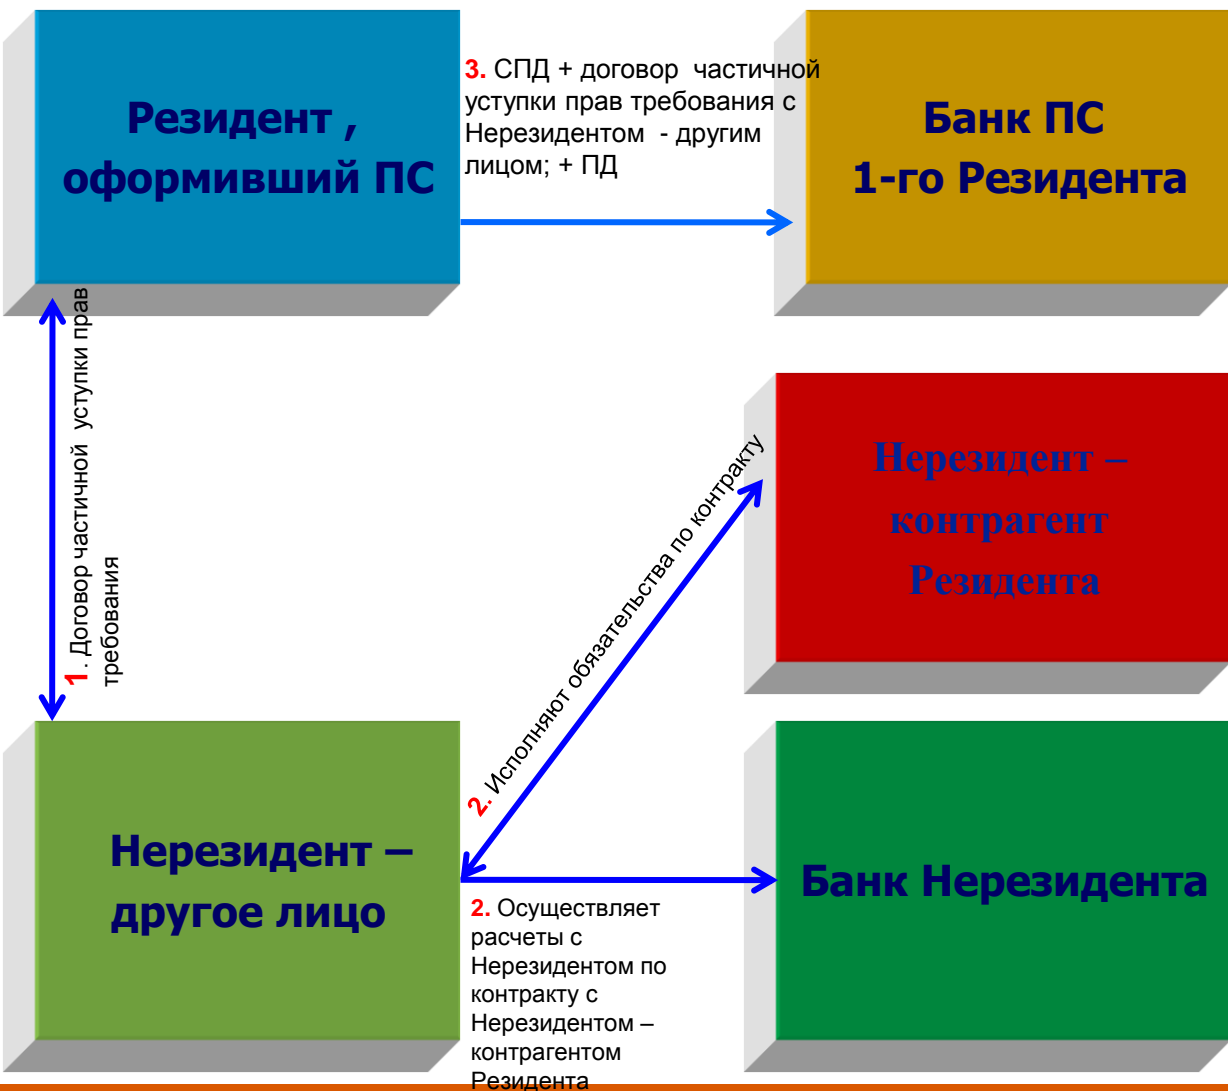 Резидент ,
оформивший ПС
3. СПД + договор  частичной
уступки прав требования с
Нерезидентом  - другим
лицом; + ПД
Банк ПС
1-го Резидента
1. Договор частичной  уступки прав
требования
2. Исполняют обязательства по контракту
Нерезидент –
контрагент
Резидента
Нерезидент –
другое лицо
2. Осуществляет
расчеты с
Нерезидентом по
контракту с
Нерезидентом –
контрагентом
Резидента
Банк Нерезидента